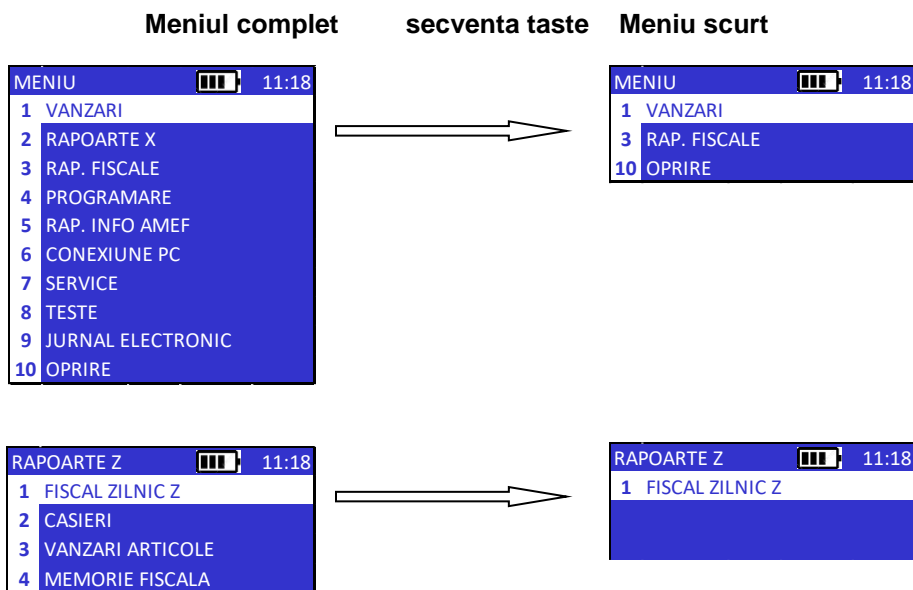 Meniul complet secventa taste Meniu scurt
MENIU 11:18
1 VANZARI
2 RAPOARTE X
3 RAP. FISCALE
4 PROGRAMARE
5 RAP. INFO AMEF
6 CONEXIUNE PC
7 SERVICE
8 TESTE
9 JURNAL ELECTRONIC
10 OPRIRE
MENIU 11:18
1 VANZARI
3 RAP. FISCALE
10 OPRIRE
RAPOARTE Z 11:18
1 FISCAL ZILNIC Z
2 CASIERI
3 VANZARI ARTICOLE
4 MEMORIE FISCALA
RAPOARTE Z 11:18
1 FISCAL ZILNIC Z